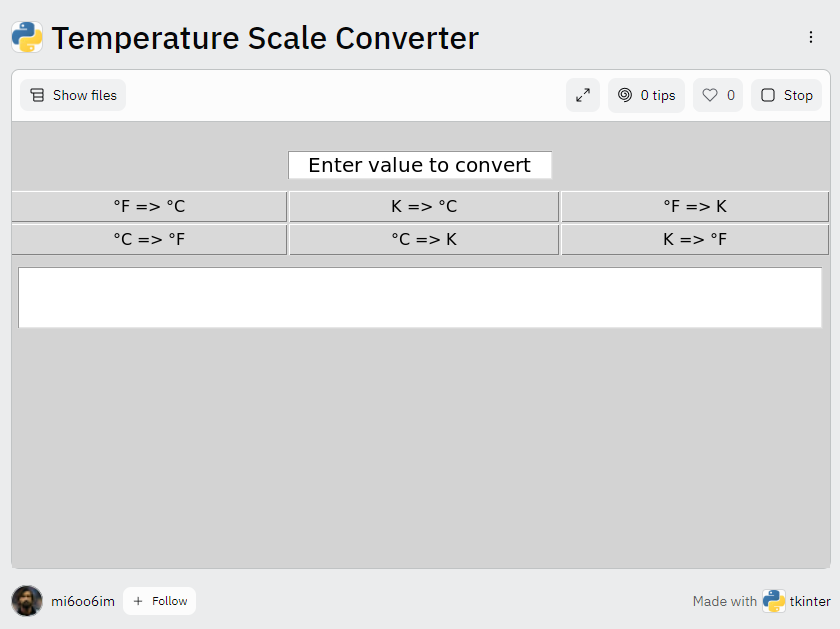 Temperature Scale Converter
Show files
0 tips
0
Stop
Enter value to convert
°F => °C
K => °C
°F => K
°C => °F
°C => K
K => °F
mi6oo6im
+ Follow
Made with tkinter